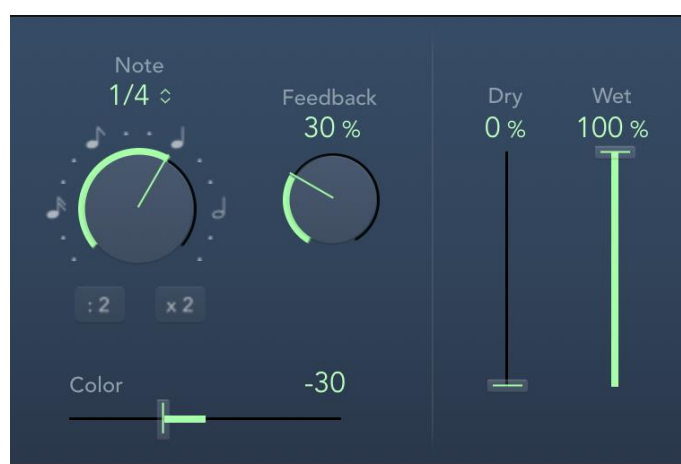 Note
1/4
Feedback
30 %
Dry
0 %
Wet
100 %
: 2
x 2
Color
-30